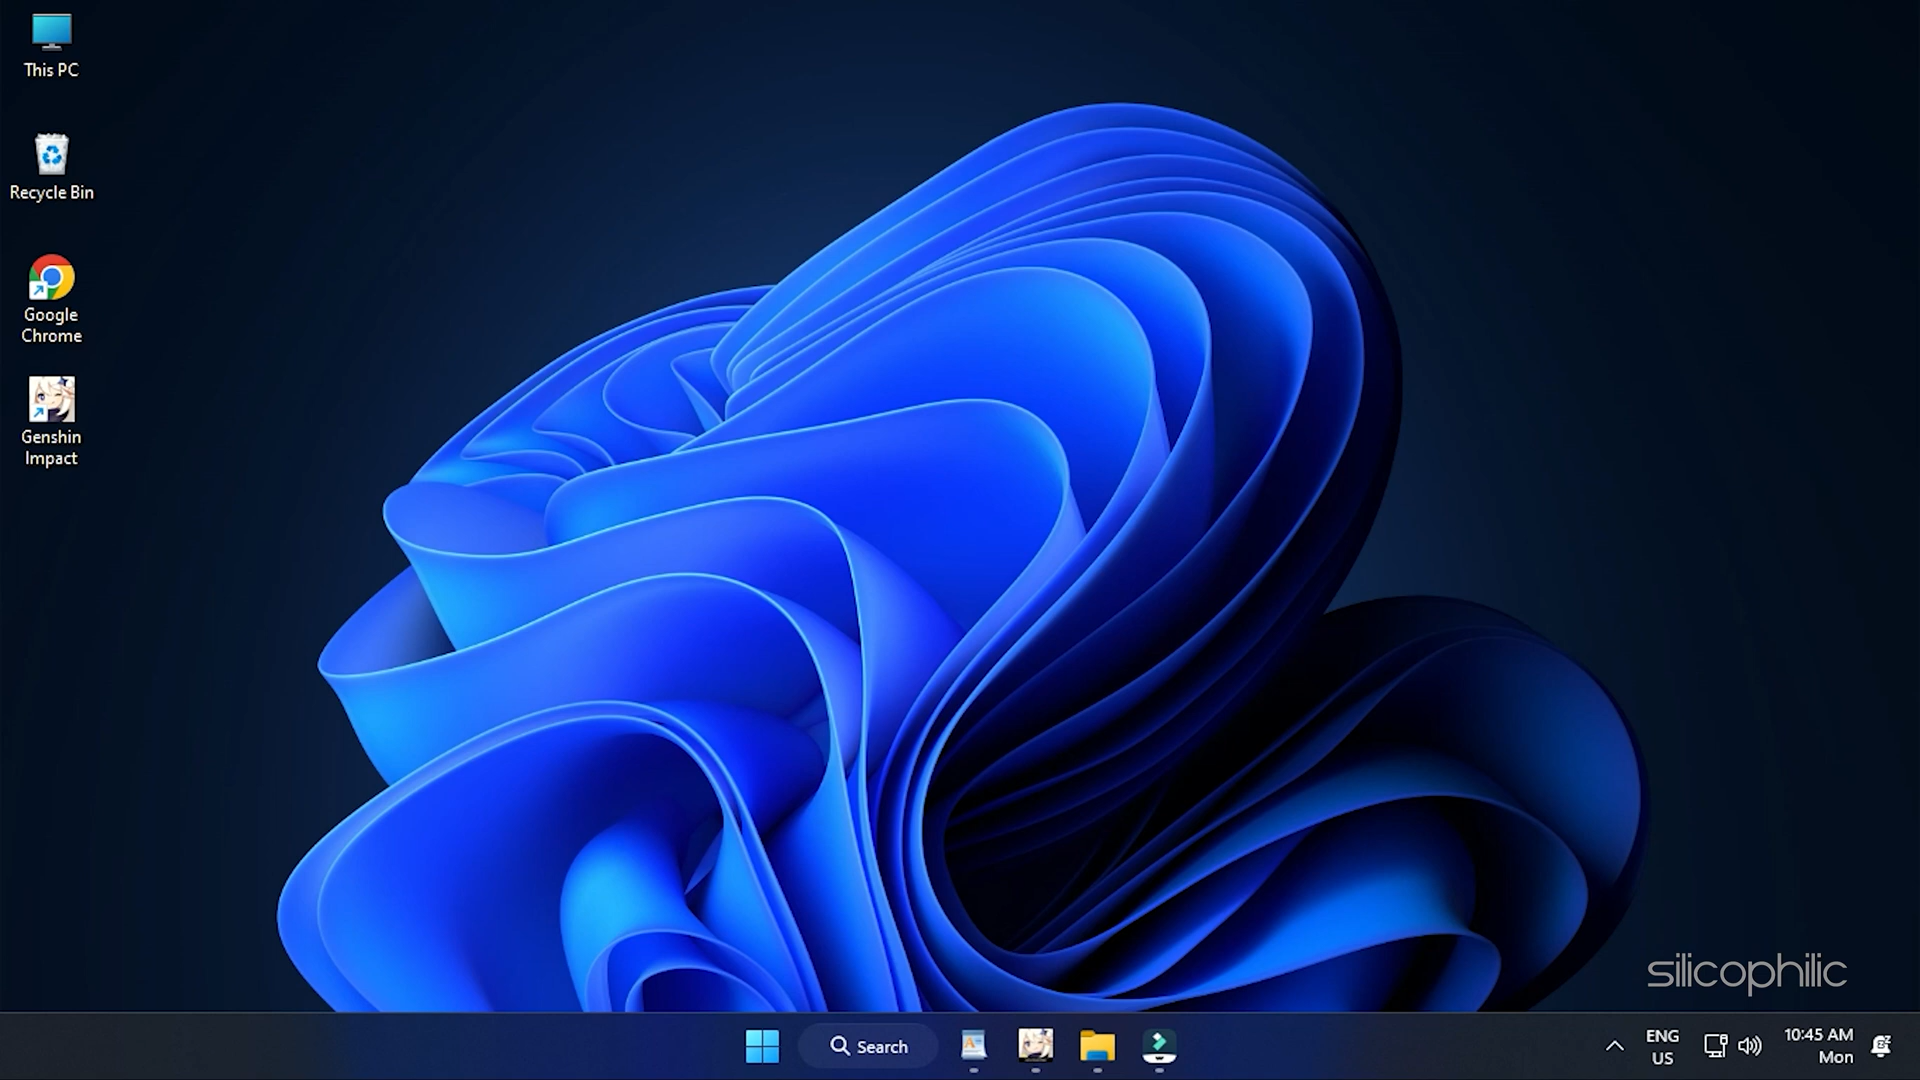 This PC
Recycle Bin
Google
Chrome
Genshin
Impact
silicophilic
Search
ENG
US
10:45 AM
Mon